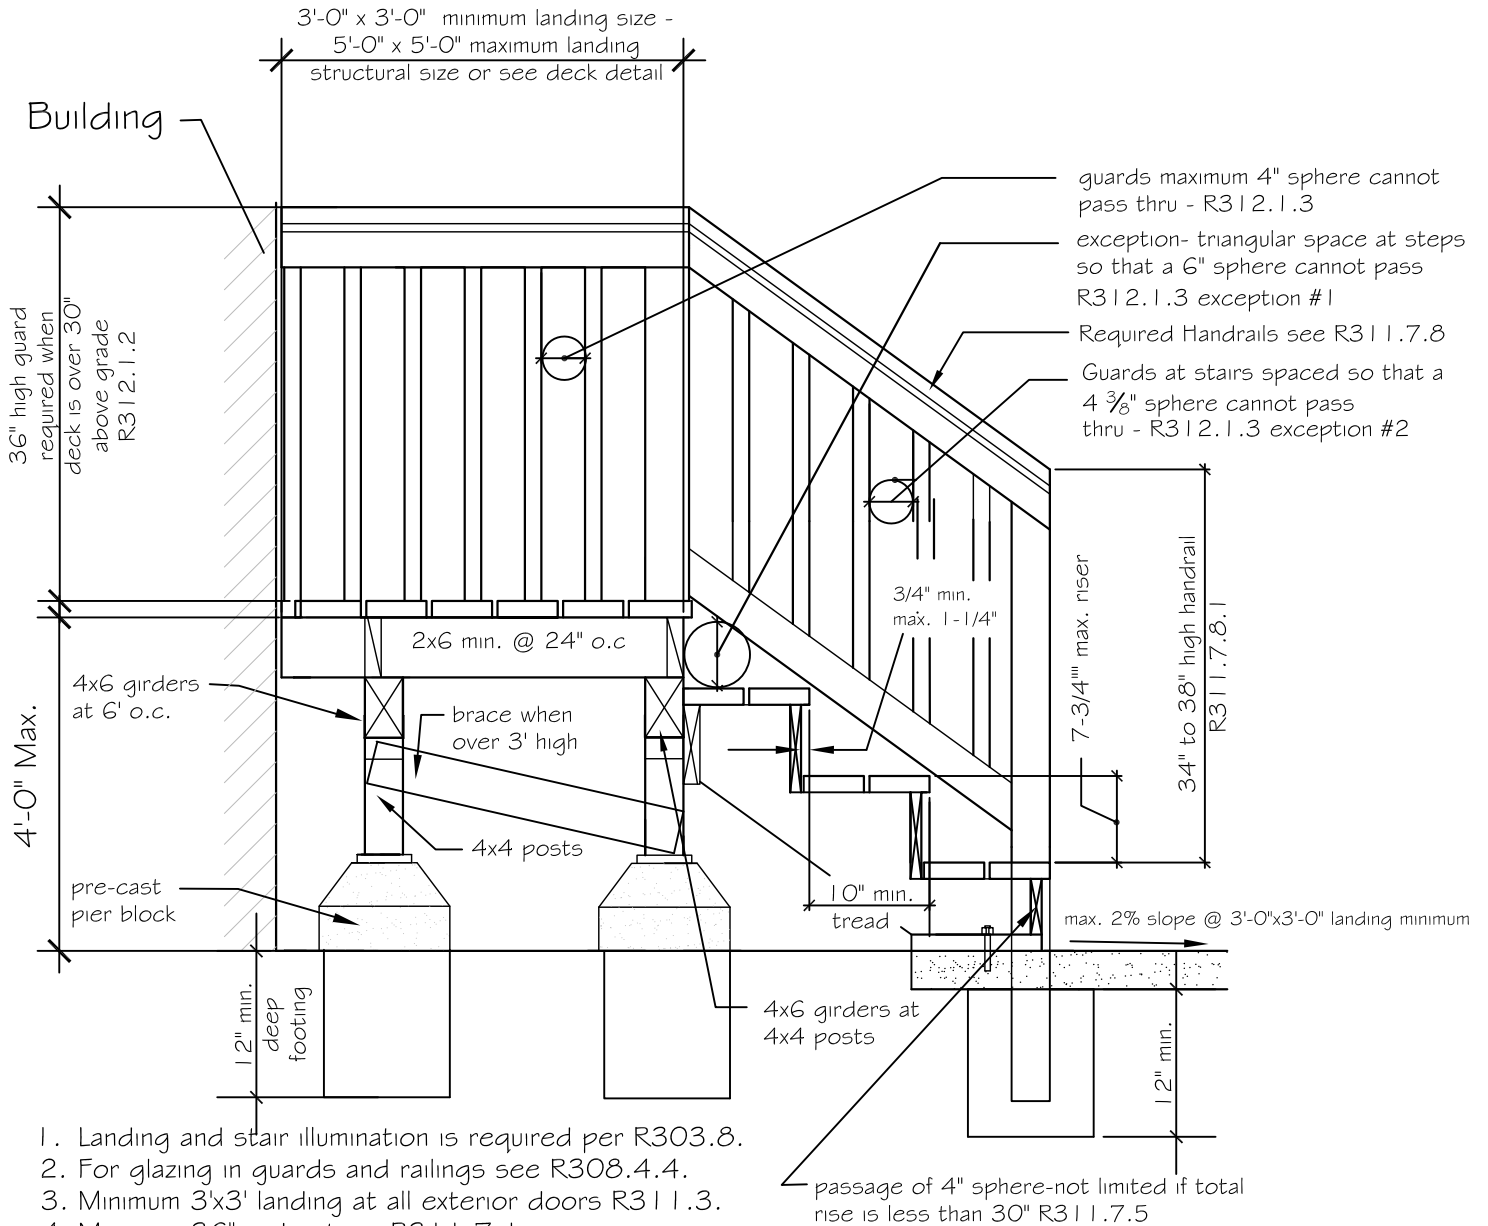 3'-0" x 3'-0" minimum landing size -
5'-0" x 5'-0" maximum landing
structural size or see deck detail
Building
guards maximum 4" sphere cannot
pass thru - R312.1.3
exception- triangular space at steps
so that a 6" sphere cannot pass
R312.1.3 exception #1
Required Handrails see R311.7.8
Guards at stairs spaced so that a
4 3/8" sphere cannot pass
thru - R312.1.3 exception #2
36" high guard
required when
deck is over 30"
above grade
R312.1.2
3/4" min.
max. 1-1/4"
7-3/4"" max. riser
34" to 38" high handrail
R311.7.8.1
2x6 min. @ 24" o.c
4x6 girders
at 6' o.c.
brace when
over 3' high
4'-0" Max.
4x4 posts
pre-cast
pier block
10" min.
tread
max. 2% slope @ 3'-0"x3'-0" landing minimum
12" min.
deep
footing
4x6 girders at
4x4 posts
12" min.
1. Landing and stair illumination is required per R303.8.
2. For glazing in guards and railings see R308.4.4.
3. Minimum 3'x3' landing at all exterior doors R311.3.
passage of 4" sphere-not limited if total
rise is less than 30" R311.7.5